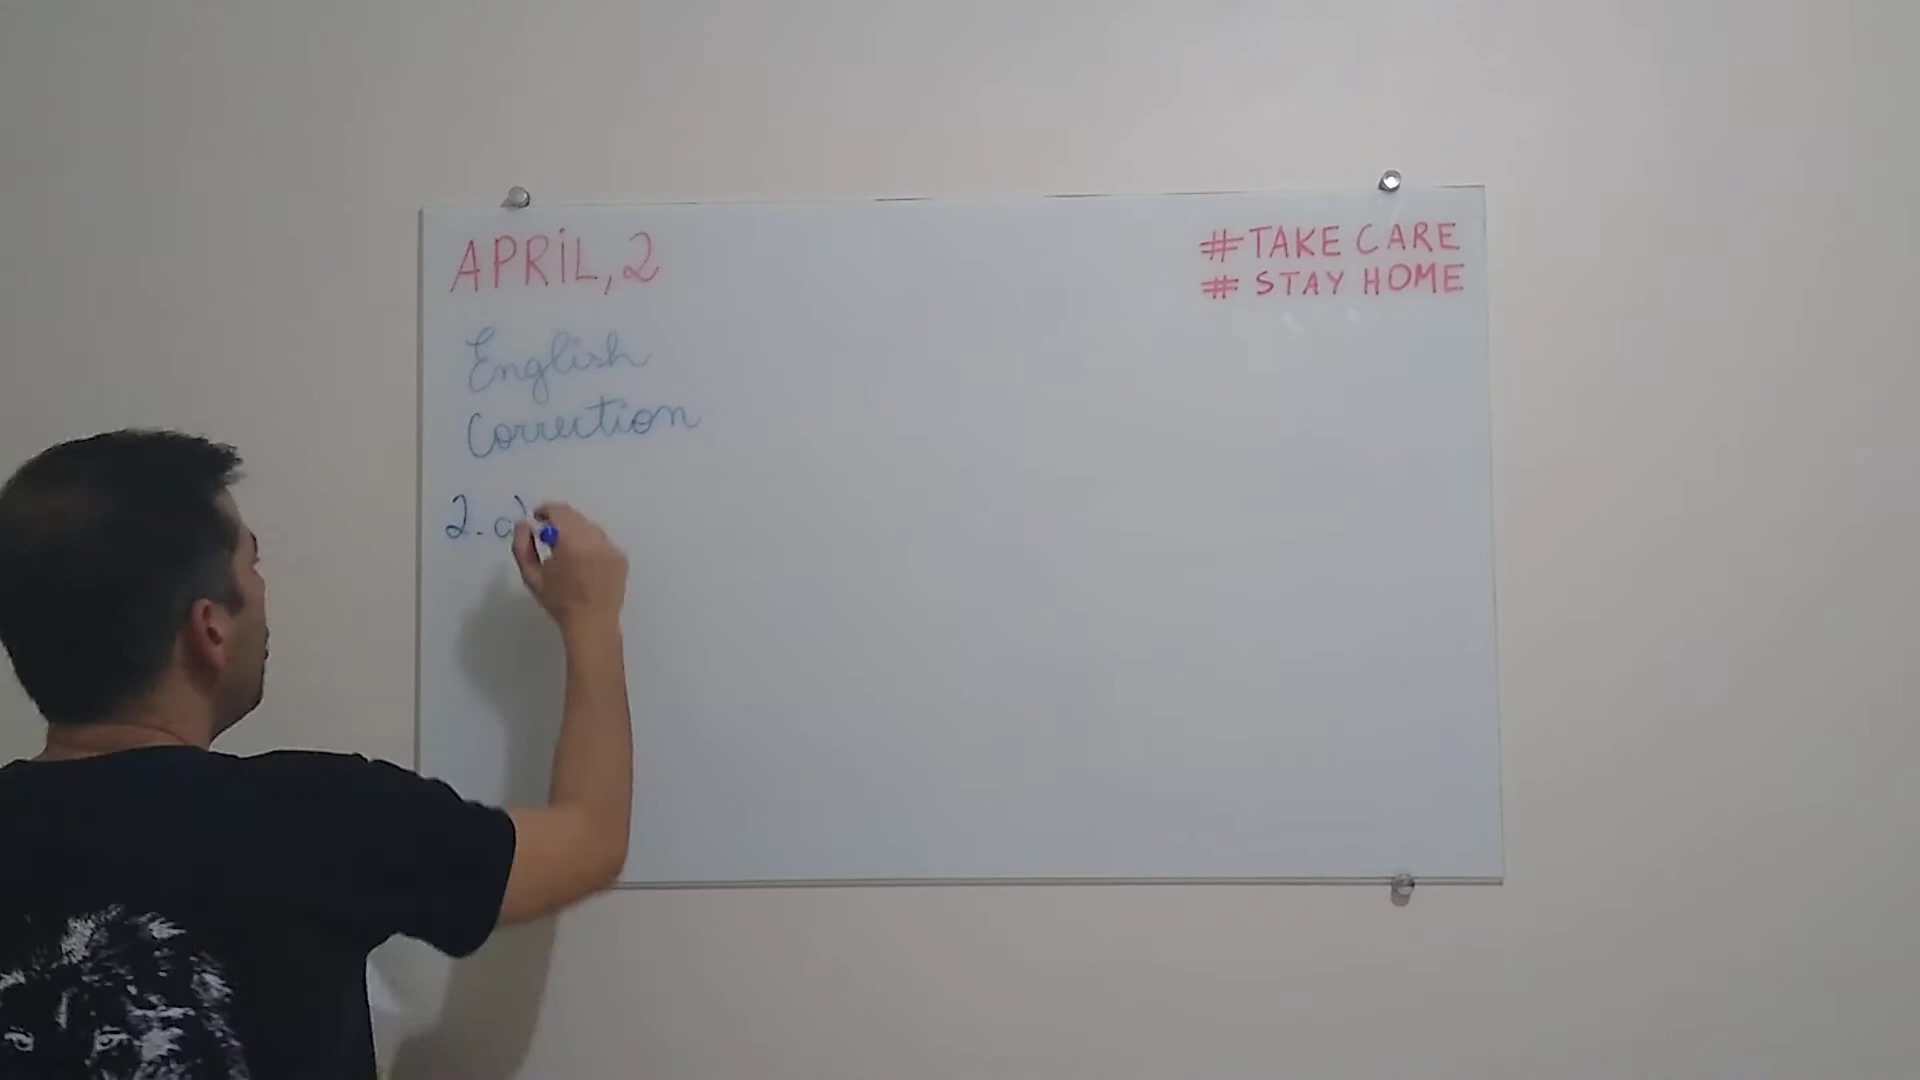 APRIL, 2
#TAKE CARE
# STAY HOME
English
Correction
2. a)